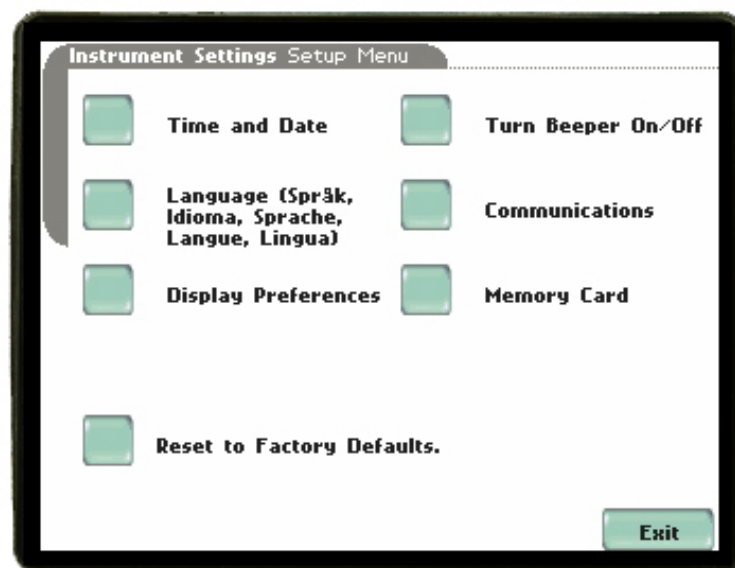 Instrument Settings Setup Menu
Time and Date
Turn Beeper On/Off
Language (Språk,
Idioma, Sprache,
Langue, Lingua)
Communications
Display Preferences
Memory Card
Reset to Factory Defaults.
Exit